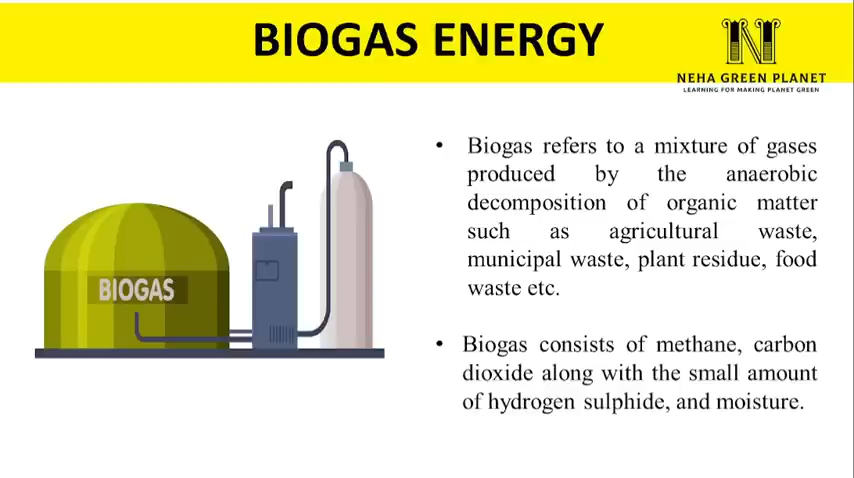 BIOGAS ENERGY
N
NEHA GREEN PLANET
LEARNING FOR MAKING PLANET GREEN
BIOGAS
• Biogas refers to a mixture of gases
produced by the anaerobic
decomposition of organic matter
such as agricultural waste,
municipal waste, plant residue, food
waste etc.
• Biogas consists of methane, carbon
dioxide along with the small amount
of hydrogen sulphide, and moisture.